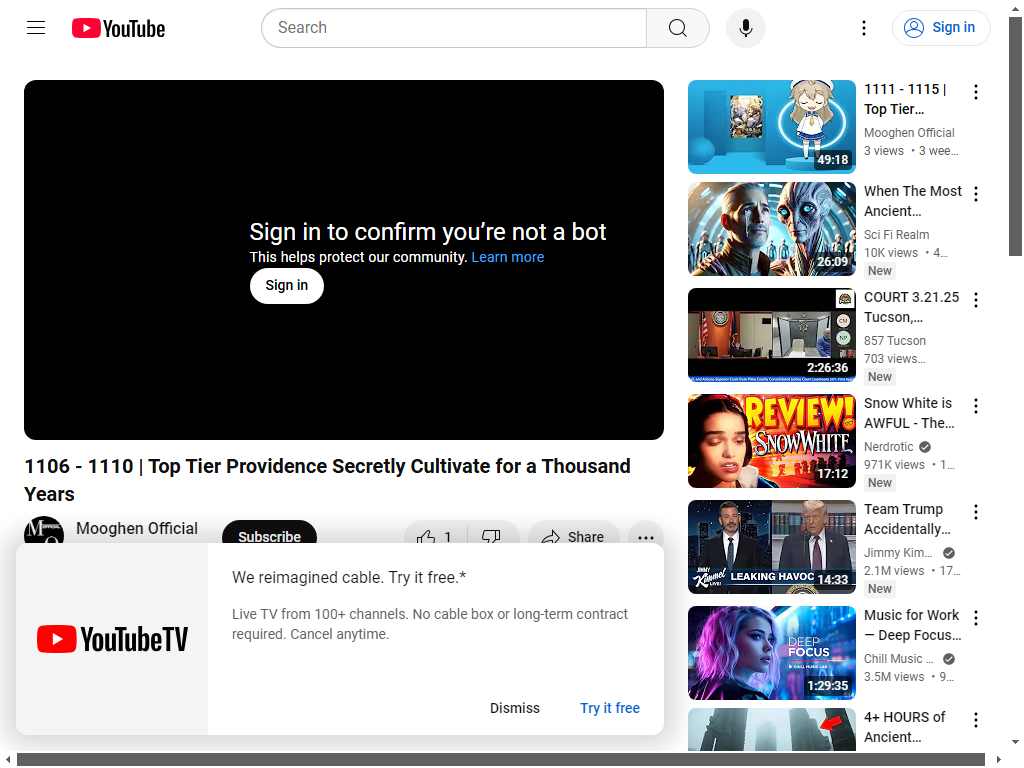 YouTube
Search
Sign in
Sign in to confirm you’re not a bot
This helps protect our community. Learn more
Sign in
1106 - 1110 | Top Tier Providence Secretly Cultivate for a Thousand
Years
Mooghen Official
Subscribe
1
Share
We reimagined cable. Try it free.*
Live TV from 100+ channels. No cable box or long-term contract
required. Cancel anytime.
YouTubeTV
Dismiss
Try it free
49:18
1111 - 1115 |
Top Tier…
Mooghen Official
3 views • 3 wee…
26:09
When The Most
Ancient…
Sci Fi Realm
10K views • 4…
New
CM
NP
2:26:36
COURT 3.21.25
Tucson,…
857 Tucson
703 views…
New
REVIEW!
SNOW WHITE
17:12
Snow White is
AWFUL - The…
Nerdrotic
971K views • 1…
New
JIMMY
KIMMEL
LIVE!
LEAKING HAVOC
14:33
Team Trump
Accidentally…
Jimmy Kim…
2.1M views • 17…
New
DEEP
FOCUS
CHILL MUSIC LAB
1:29:35
Music for Work
— Deep Focus…
Chill Music …
3.5M views • 9…
4+ HOURS of
Ancient…